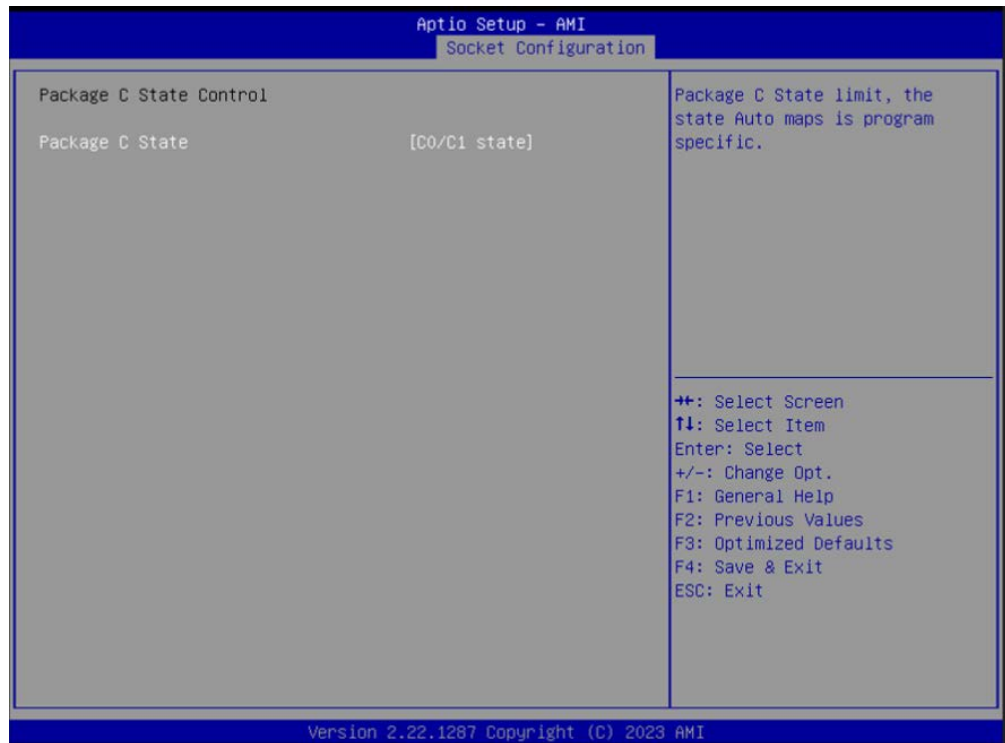 Aptio Setup - AMI
Socket Configuration
Package C State Control
Package C State [C0/C1 state]
Package C State limit, the
state Auto maps is program
specific.
→←: Select Screen
↑↓: Select Item
Enter: Select
+/-: Change Opt.
F1: General Help
F2: Previous Values
F3: Optimized Defaults
F4: Save & Exit
ESC: Exit
Version 2.22.1287 Copyright (C) 2023 AMI